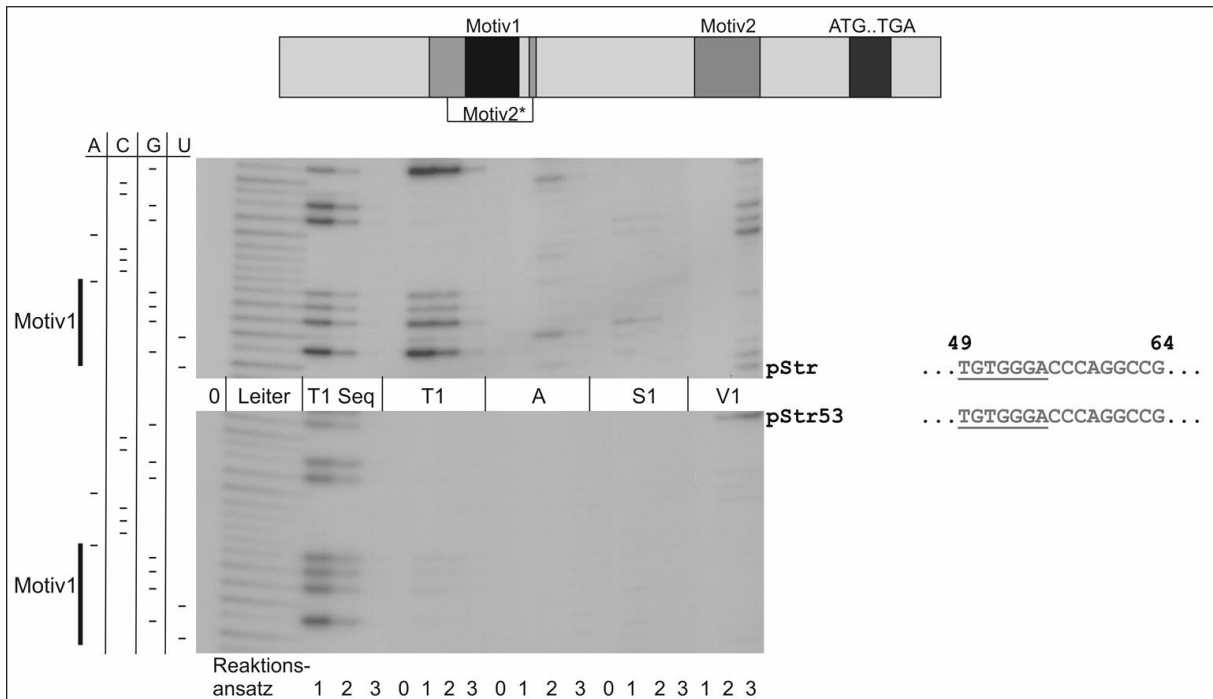 Motiv1 Motiv2 ATG..TGA
Motiv2*
A C G U
Motiv1
49 64
pStr ...TGTGGGACCCAGGCCG...
0 Leiter T1 Seq T1 A S1 V1
pStr53 ...TGTGGGACCCAGGCCG...
Motiv1
Reaktions-
ansatz 1 2 3 0 1 2 3 0 1 2 3 0 1 2 3 1 2 3